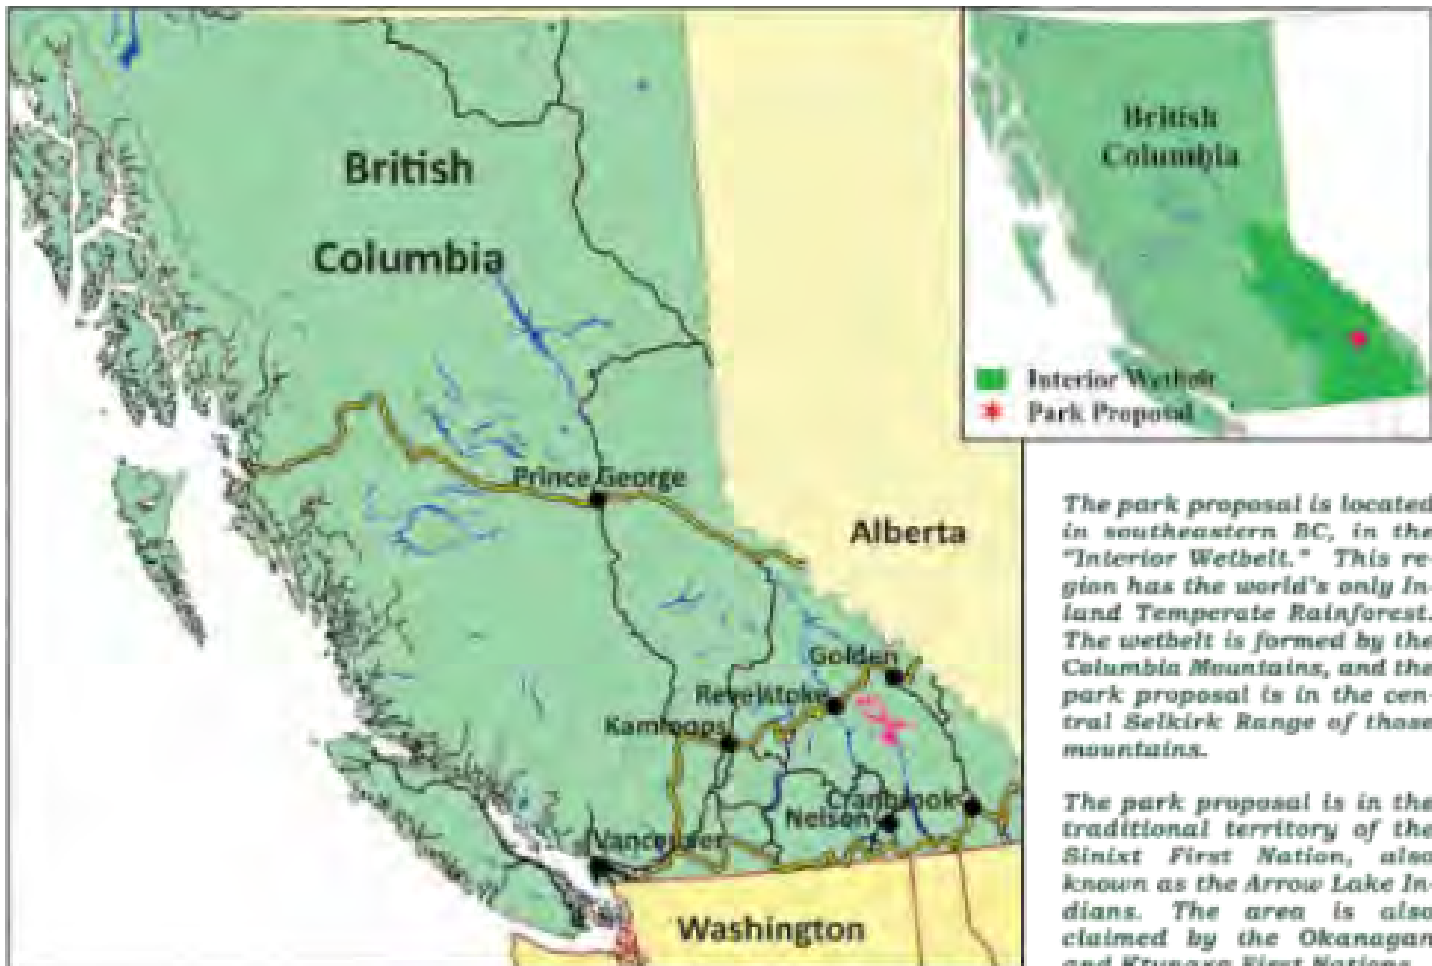 British
Columbia
Prince George
Alberta
Golden
Revelstoke
Kamloops
Cranbrook
Nelson
Vancouver
Washington
British
Columbia
Interior Wetbelt
Park Proposal
The park proposal is located
in southeastern BC, in the
"Interior Wetbelt." This re-
gion has the world's only In-
land Temperate Rainforest.
The wetbelt is formed by the
Columbia Mountains, and the
park proposal is in the cen-
tral Selkirk Range of those
mountains.
The park proposal is in the
traditional territory of the
Sinixt First Nation, also
known as the Arrow Lake In-
dians. The area is also
claimed by the Okanagan
and Ktunaxa First Nations.